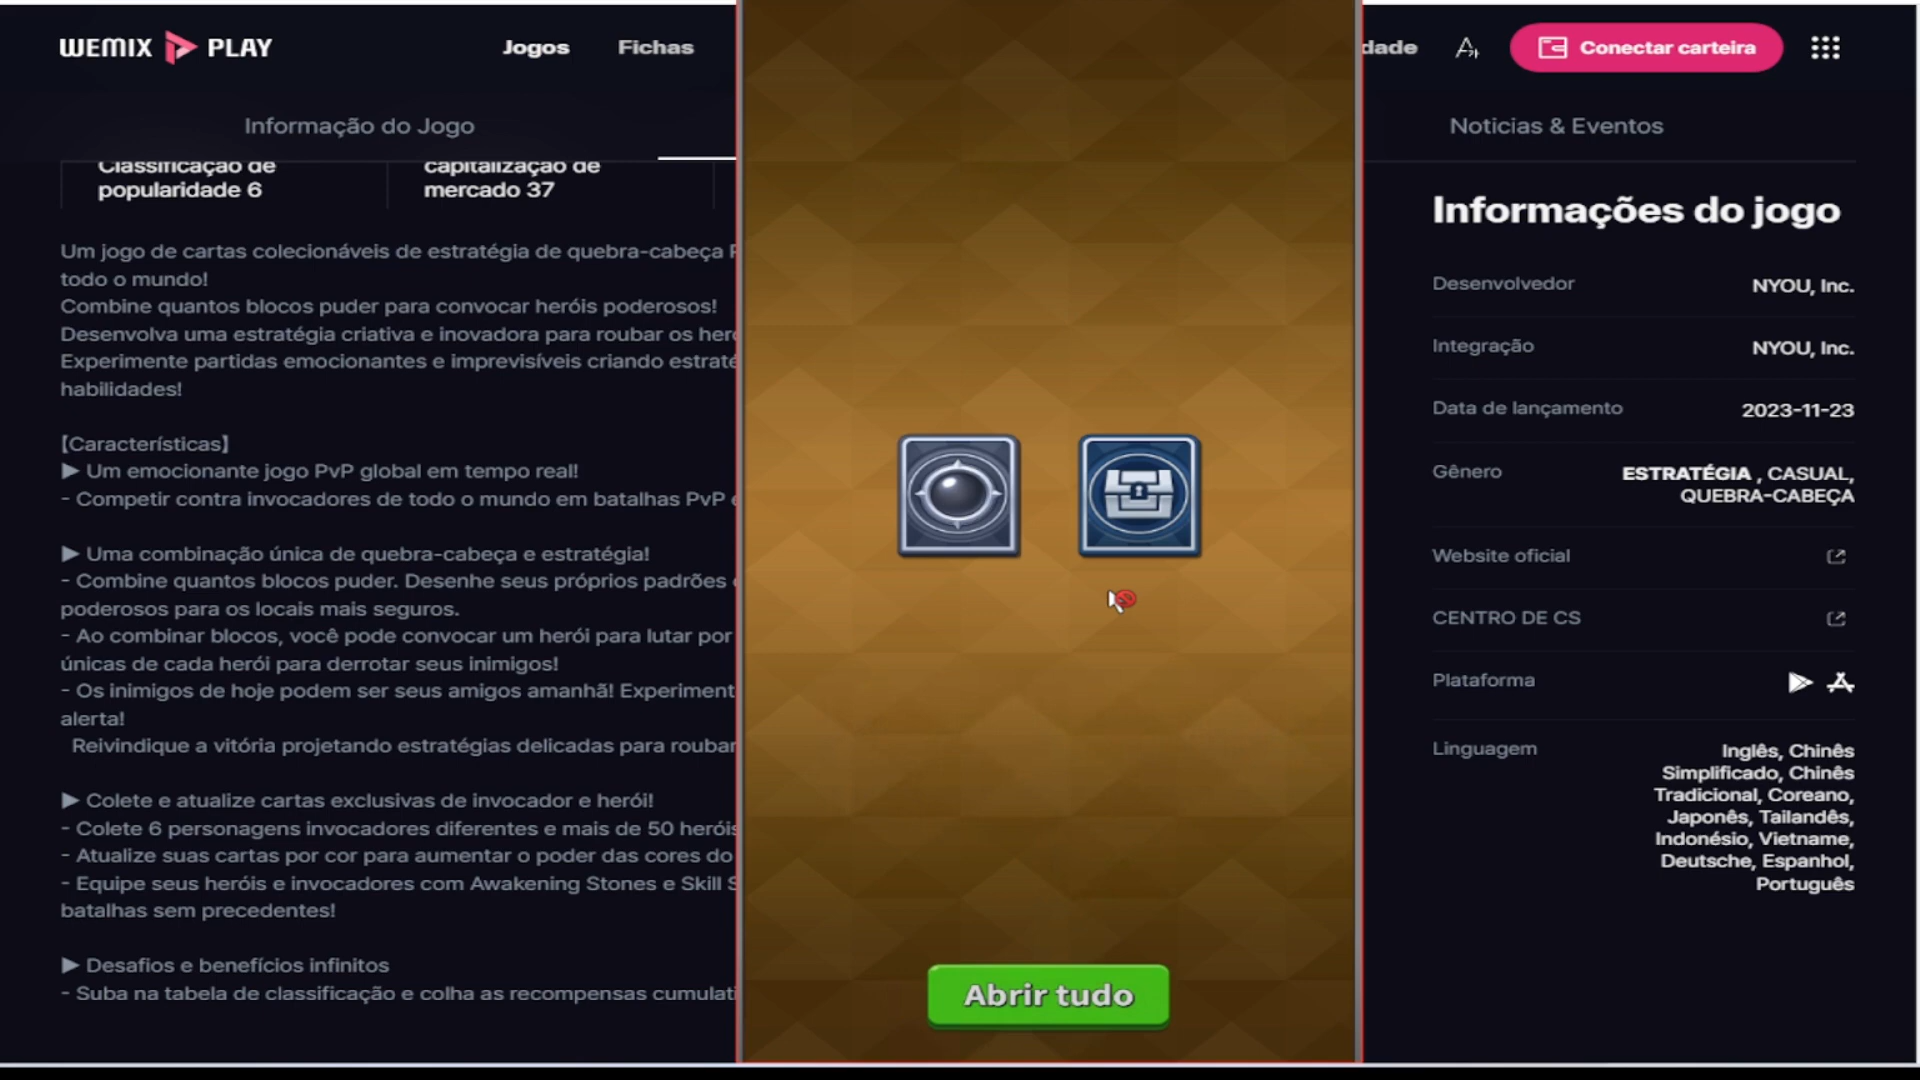 WEMIX PLAY
Jogos
Fichas
dade
Conectar carteira
Informação do Jogo
Noticias & Eventos
Classificação de
popularidade 6
capitalização de
mercado 37
Um jogo de cartas colecionáveis de estratégia de quebra-cabeça
todo o mundo!
Combine quantos blocos puder para convocar heróis poderosos!
Desenvolva uma estratégia criativa e inovadora para roubar os her
Experimente partidas emocionantes e imprevisíveis criando estraté
habilidades!
【Características】
▶ Um emocionante jogo PvP global em tempo real!
- Competir contra invocadores de todo o mundo em batalhas PvP
▶ Uma combinação única de quebra-cabeça e estratégia!
- Combine quantos blocos puder. Desenhe seus próprios padrões
poderosos para os locais mais seguros.
- Ao combinar blocos, você pode convocar um herói para lutar por
únicas de cada herói para derrotar seus inimigos!
- Os inimigos de hoje podem ser seus amigos amanhã! Experiment
alerta!
Reivindique a vitória projetando estratégias delicadas para roubar
▶ Colete e atualize cartas exclusivas de invocador e herói!
- Colete 6 personagens invocadores diferentes e mais de 50 heróis
- Atualize suas cartas por cor para aumentar o poder das cores do
- Equipe seus heróis e invocadores com Awakening Stones e Skill S
batalhas sem precedentes!
▶ Desafios e benefícios infinitos
- Suba na tabela de classificação e colha as recompensas cumulati
Abrir tudo
Informações do jogo
Desenvolvedor
NYOU, Inc.
Integração
NYOU, Inc.
Data de lançamento
2023-11-23
Gênero
ESTRATÉGIA , CASUAL,
QUEBRA-CABEÇA
Website oficial
CENTRO DE CS
Plataforma
Linguagem
Inglês, Chinês
Simplificado, Chinês
Tradicional, Coreano,
Japonês, Tailandês,
Indonésio, Vietname,
Deutsche, Espanhol,
Português